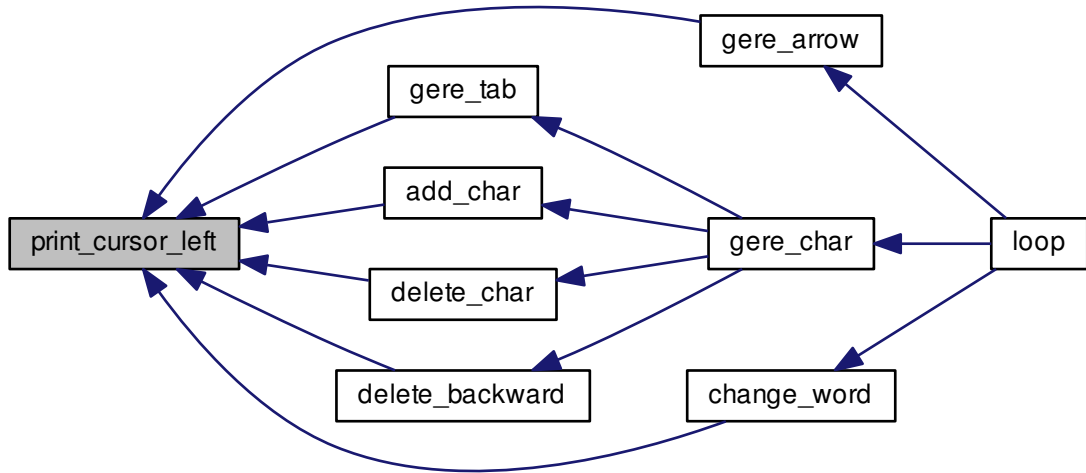 gere_arrow
gere_tab
add_char
print_cursor_left
gere_char
loop
delete_char
delete_backward
change_word